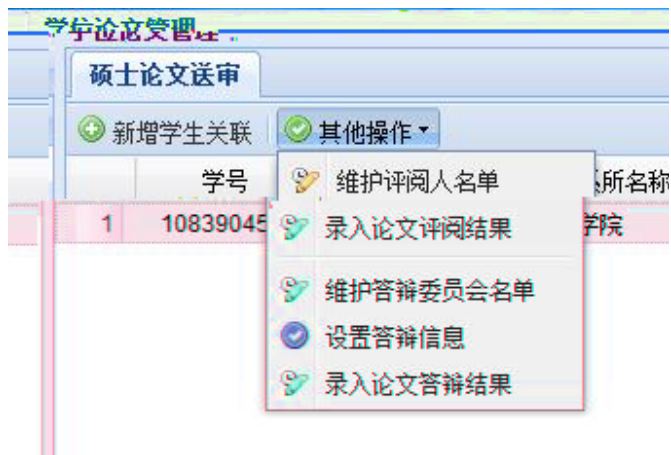 学位论文管理
硕士论文送审
新增学生关联 其他操作
学号 所名称
维护评阅人名单
1 10839045 学院
录入论文评阅结果
维护答辩委员会名单
设置答辩信息
录入论文答辩结果